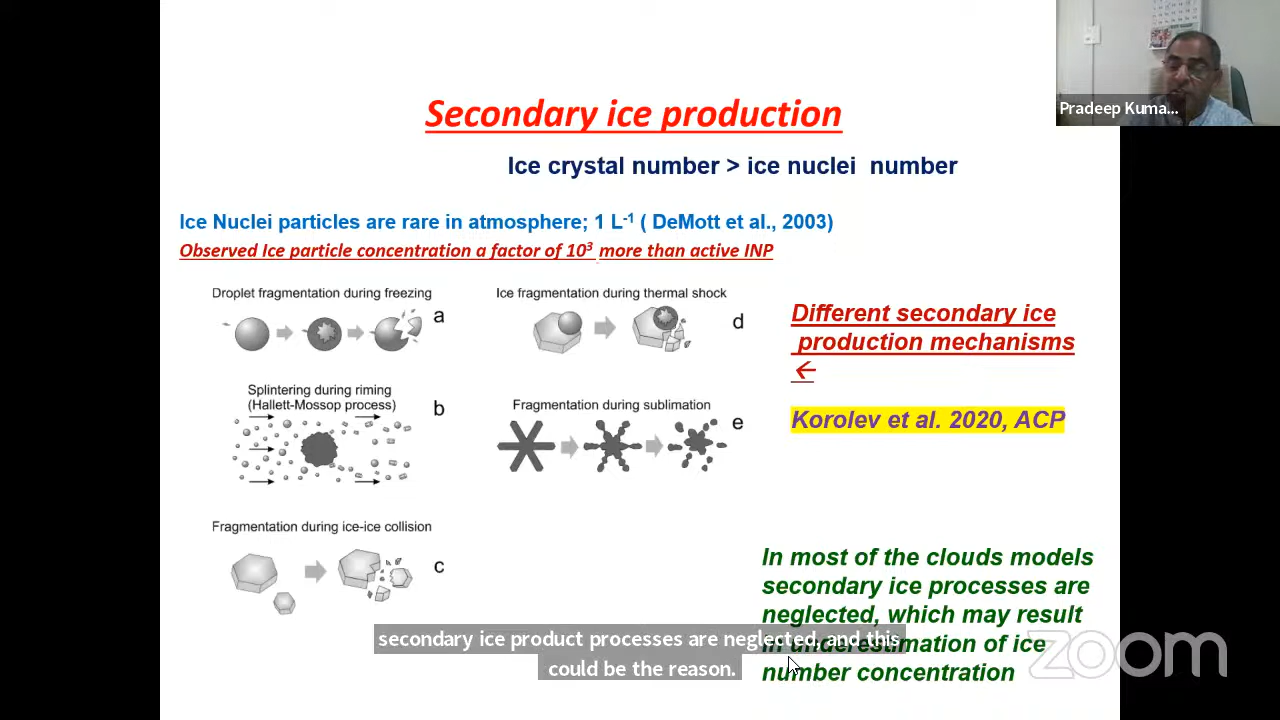 Secondary ice production
Pradeep Kuma...
Ice crystal number > ice nuclei number
Ice Nuclei particles are rare in atmosphere; 1 L⁻¹ ( DeMott et al., 2003)
Observed Ice particle concentration a factor of 10³ more than active INP
Droplet fragmentation during freezing
a
Ice fragmentation during thermal shock
d
Splintering during riming
(Hallett-Mossop process)
b
Fragmentation during sublimation
e
Fragmentation during ice-ice collision
c
Different secondary ice
production mechanisms
←
Korolev et al. 2020, ACP
In most of the clouds models
secondary ice processes are
neglected, which may result
in underestimation of ice
number concentration
secondary ice product processes are neglected, and this
could be the reason.
zoom